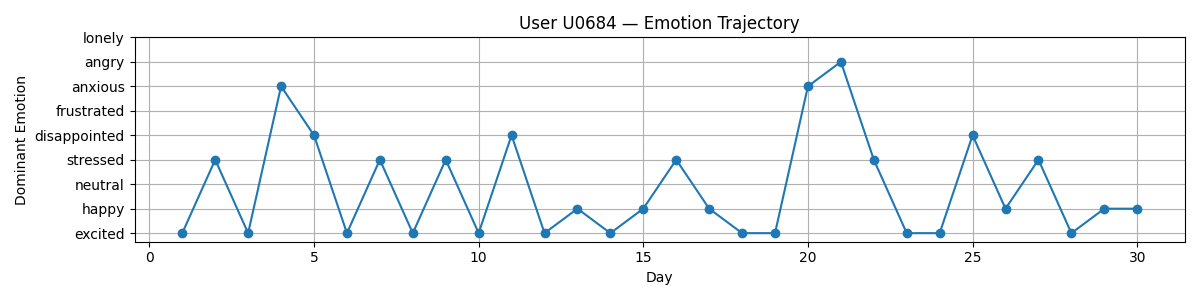 User U0684 — Emotion Trajectory
Dominant Emotion
lonely
angry
anxious
frustrated
disappointed
stressed
neutral
happy
excited
0 5 10 15 20 25 30
Day